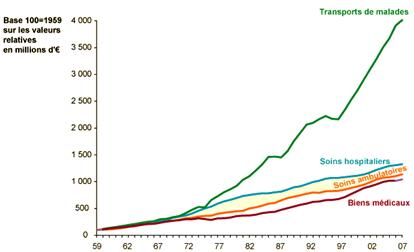 Transports de malades
Base 100=1959
sur les valeurs
relatives
en millions d'€
4 000
3 500
3 000
2 500
2 000
1 500
1 000
500
0
Soins hospitaliers
Soins ambulatoires
Biens médicaux
59 62 67 72 77 82 87 92 97 02 07